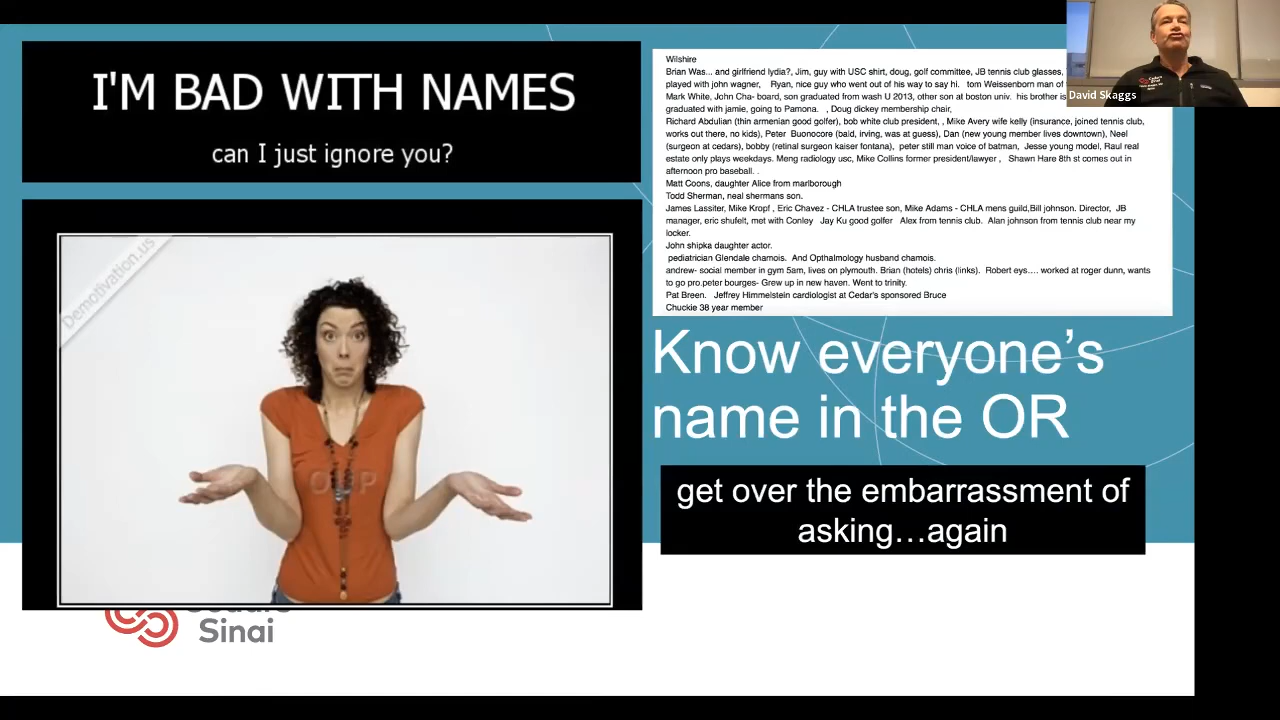 I'M BAD WITH NAMES
can I just ignore you?
Demotivation.us
Wilshire
Brian Was... and girlfriend lydia?, Jim, guy with USC shirt, doug, golf committee, JB tennis club glasses,
played with john wagner, Ryan, nice guy who went out of his way to say hi. tom Weissenborn man of
Mark White, John Cha- board, son graduated from wash U 2013, other son at boston univ. his brother is
graduated with jamie, going to Pamona. , Doug dickey membership chair,
Richard Abdulian (thin armenian good golfer), bob white club president, , Mike Avery wife kelly (insurance, joined tennis club,
works out there, no kids), Peter Buonocore (bald, irving, was at guess), Dan (new young member lives downtown), Neel
(surgeon at cedars), bobby (retinal surgeon kaiser fontana), peter still man voice of batman, Jesse young model, Raul real
estate only plays weekdays. Meng radiology usc, Mike Collins former president/lawyer , Shawn Hare 8th st comes out in
afternoon pro baseball. .
Matt Coons, daughter Alice from marlborough
Todd Sherman, neal shermans son.
James Lassiter, Mike Kropf , Eric Chavez - CHLA trustee son, Mike Adams - CHLA mens guild,Bill johnson. Director, JB
manager, eric shufelt, met with Conley Jay Ku good golfer Alex from tennis club. Alan johnson from tennis club near my
locker.
John shipka daughter actor.
pediatrician Glendale chamois. And Opthalmology husband chamois.
andrew- social member in gym 5am, lives on plymouth. Brian (hotels) chris (links). Robert eys…. worked at roger dunn, wants
to go pro.peter bourges- Grew up in new haven. Went to trinity.
Pat Breen. Jeffrey Himmelstein cardiologist at Cedar's sponsored Bruce
Chuckie 38 year member
David Skaggs
Know everyone's
name in the OR
get over the embarrassment of
asking…again
Sinai